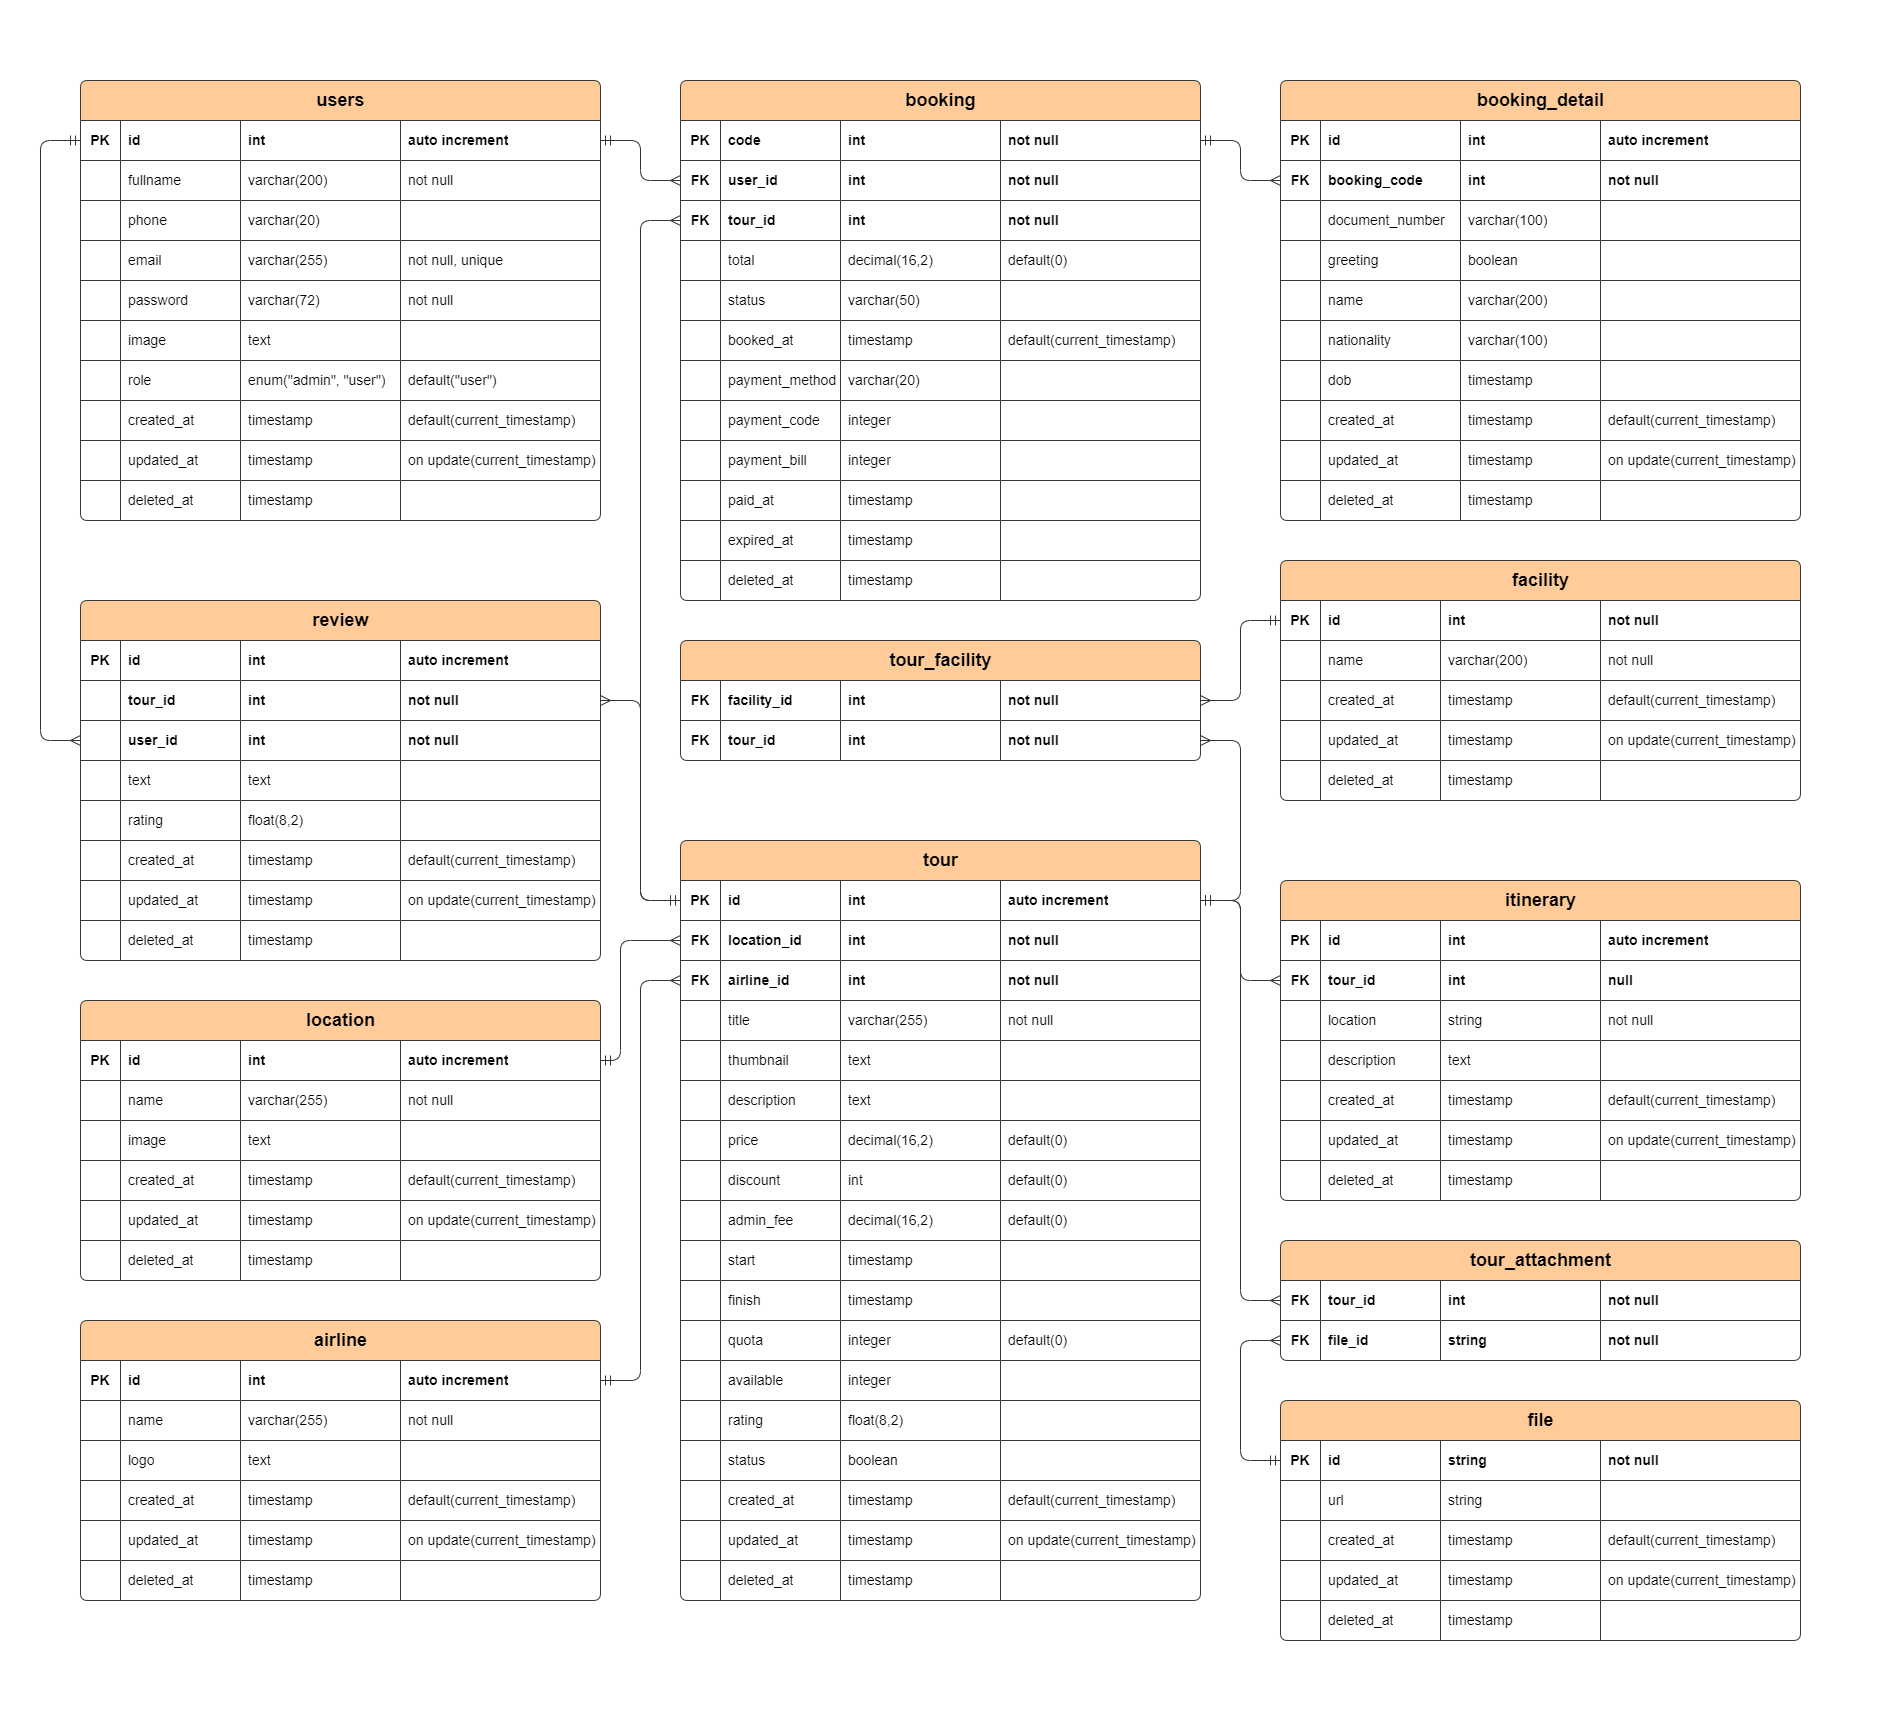 users
PK id int auto increment
fullname varchar(200) not null
phone varchar(20)
email varchar(255) not null, unique
password varchar(72) not null
image text
role enum("admin", "user") default("user")
created_at timestamp default(current_timestamp)
updated_at timestamp on update(current_timestamp)
deleted_at timestamp
booking
PK code int not null
FK user_id int not null
FK tour_id int not null
total decimal(16,2) default(0)
status varchar(50)
booked_at timestamp default(current_timestamp)
payment_method varchar(20)
payment_code integer
payment_bill integer
paid_at timestamp
expired_at timestamp
deleted_at timestamp
booking_detail
PK id int auto increment
FK booking_code int not null
document_number varchar(100)
greeting boolean
name varchar(200)
nationality varchar(100)
dob timestamp
created_at timestamp default(current_timestamp)
updated_at timestamp on update(current_timestamp)
deleted_at timestamp
review
PK id int auto increment
tour_id int not null
user_id int not null
text text
rating float(8,2)
created_at timestamp default(current_timestamp)
updated_at timestamp on update(current_timestamp)
deleted_at timestamp
tour_facility
FK facility_id int not null
FK tour_id int not null
facility
PK id int not null
name varchar(200) not null
created_at timestamp default(current_timestamp)
updated_at timestamp on update(current_timestamp)
deleted_at timestamp
location
PK id int auto increment
name varchar(255) not null
image text
created_at timestamp default(current_timestamp)
updated_at timestamp on update(current_timestamp)
deleted_at timestamp
tour
PK id int auto increment
FK location_id int not null
FK airline_id int not null
title varchar(255) not null
thumbnail text
description text
price decimal(16,2) default(0)
discount int default(0)
admin_fee decimal(16,2) default(0)
start timestamp
finish timestamp
quota integer default(0)
available integer
rating float(8,2)
status boolean
created_at timestamp default(current_timestamp)
updated_at timestamp on update(current_timestamp)
deleted_at timestamp
itinerary
PK id int auto increment
FK tour_id int null
location string not null
description text
created_at timestamp default(current_timestamp)
updated_at timestamp on update(current_timestamp)
deleted_at timestamp
airline
PK id int auto increment
name varchar(255) not null
logo text
created_at timestamp default(current_timestamp)
updated_at timestamp on update(current_timestamp)
deleted_at timestamp
tour_attachment
FK tour_id int not null
FK file_id string not null
file
PK id string not null
url string
created_at timestamp default(current_timestamp)
updated_at timestamp on update(current_timestamp)
deleted_at timestamp